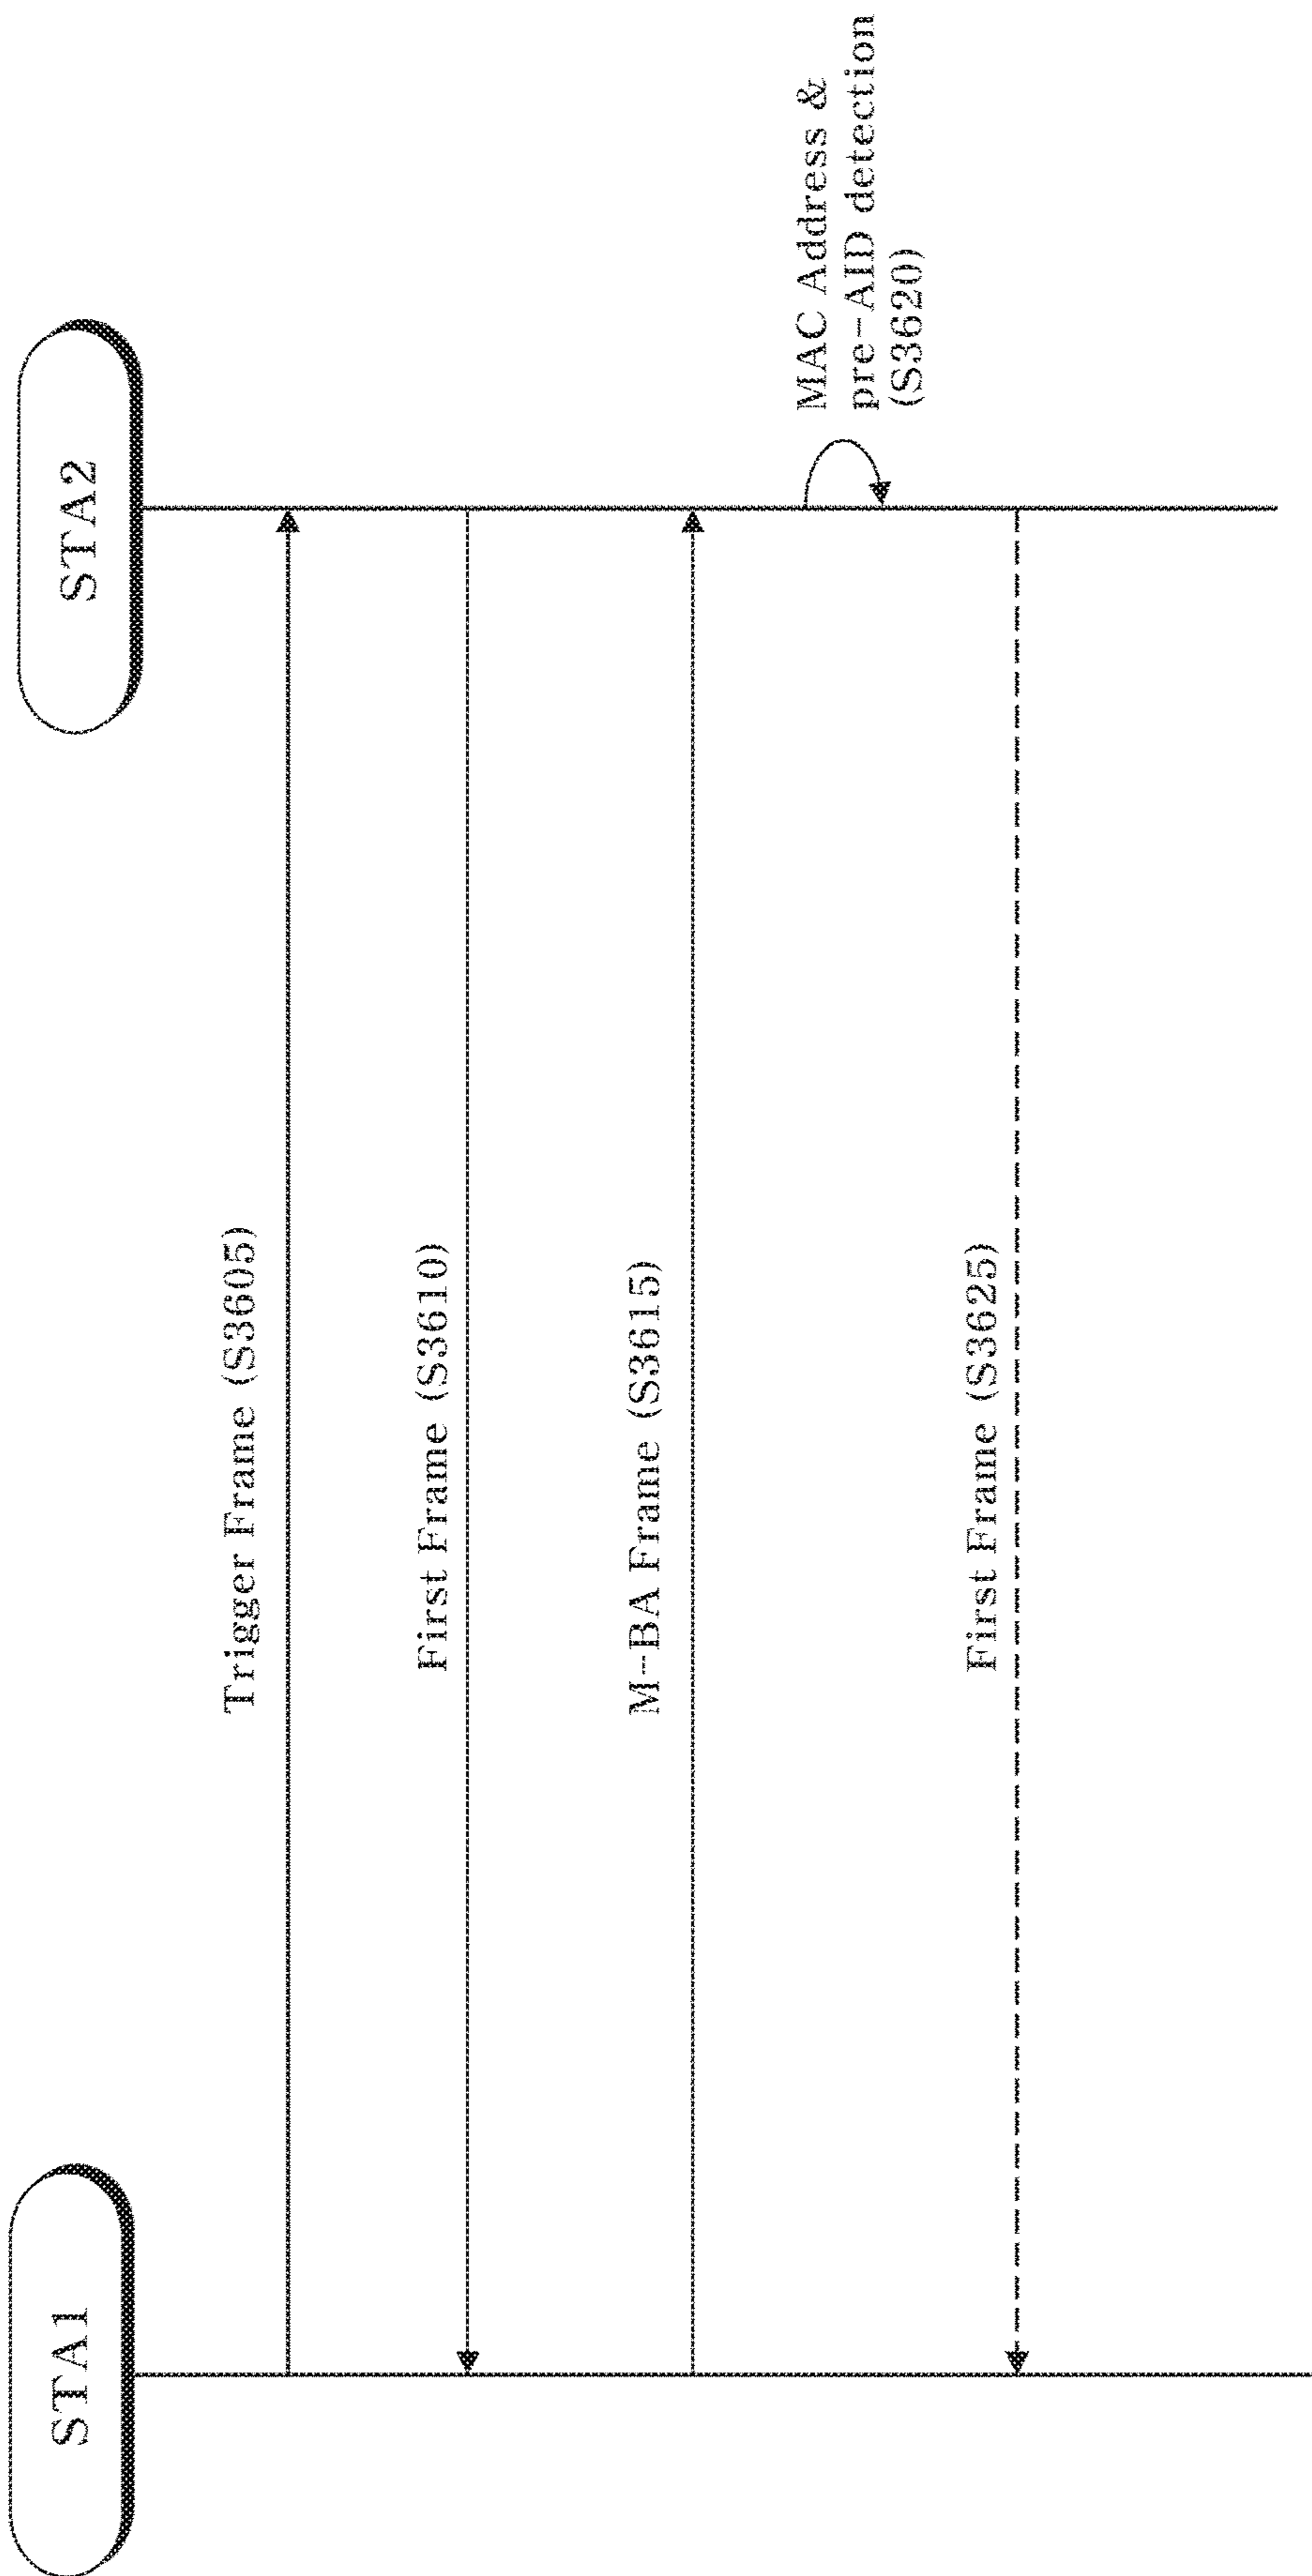 STA1
STA2
Trigger Frame (S3605)
First Frame (S3610)
M-BA Frame (S3615)
MAC Address &
pre-AID detection
(S3620)
First Frame (S3625)